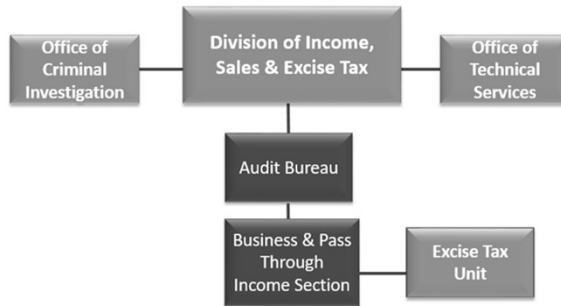 Office of
Criminal
Investigation
Division of Income,
Sales & Excise Tax
Office of
Technical
Services
Audit Bureau
Business & Pass
Through
Income Section
Excise Tax
Unit